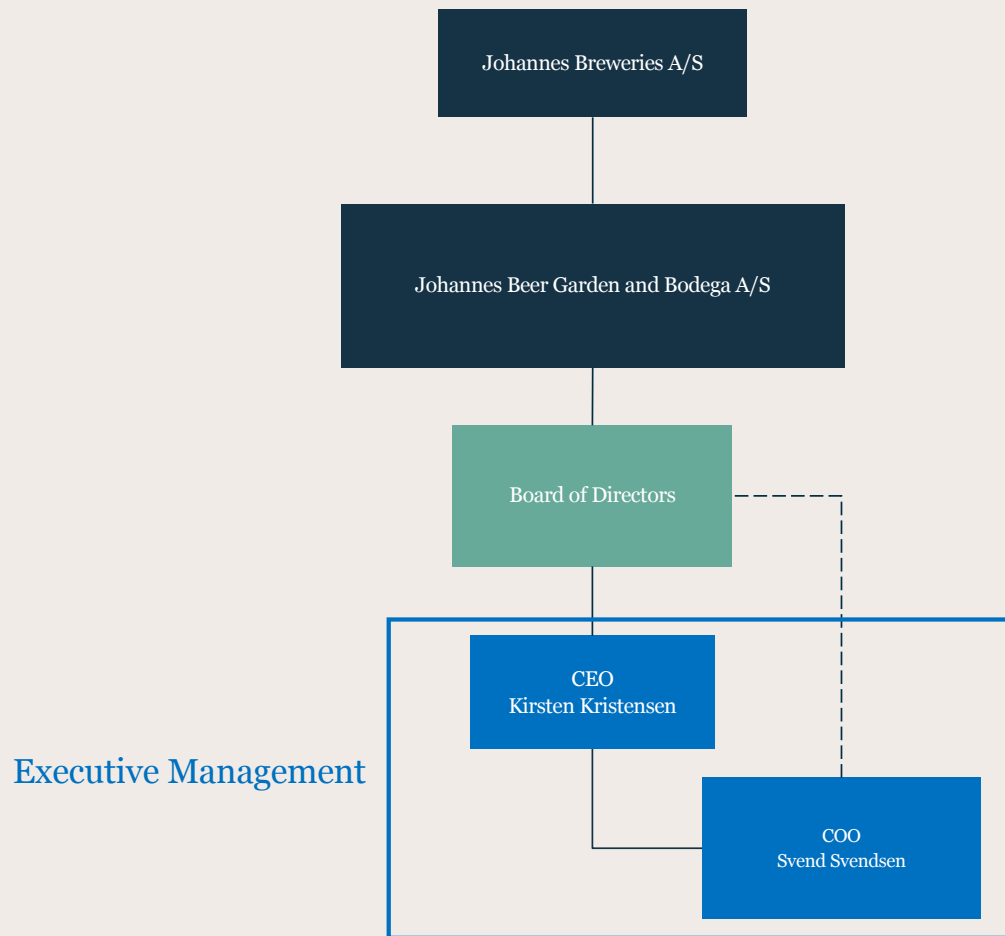 Johannes Breweries A/S
Johannes Beer Garden and Bodega A/S
Board of Directors
CEO
Kirsten Kristensen
Executive Management
COO
Svend Svendsen